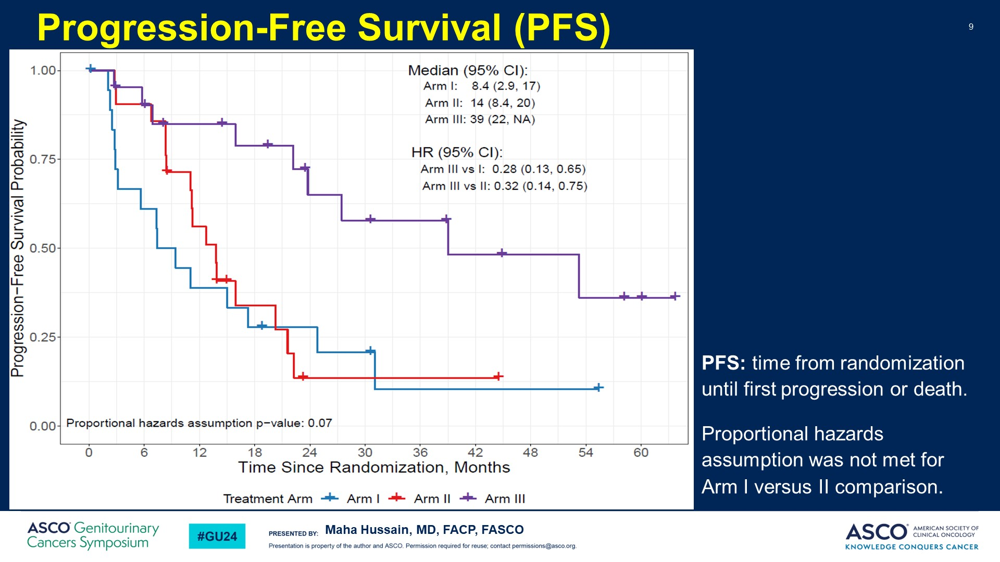 Progression-Free Survival (PFS)
9
Progression−Free Survival Probability
1.00
0.75
0.50
0.25
0.00
Median (95% CI):
Arm I: 8.4 (2.9, 17)
Arm II: 14 (8.4, 20)
Arm III: 39 (22, NA)
HR (95% CI):
Arm III vs I: 0.28 (0.13, 0.65)
Arm III vs II: 0.32 (0.14, 0.75)
Proportional hazards assumption p−value: 0.07
0 6 12 18 24 30 36 42 48 54 60
Time Since Randomization, Months
Treatment Arm Arm I Arm II Arm III
PFS: time from randomization
until first progression or death.
Proportional hazards
assumption was not met for
Arm I versus II comparison.
ASCO Genitourinary
Cancers Symposium
#GU24
PRESENTED BY: Maha Hussain, MD, FACP, FASCO
Presentation is property of the author and ASCO. Permission required for reuse; contact permissions@asco.org.
ASCO AMERICAN SOCIETY OF
CLINICAL ONCOLOGY
KNOWLEDGE CONQUERS CANCER